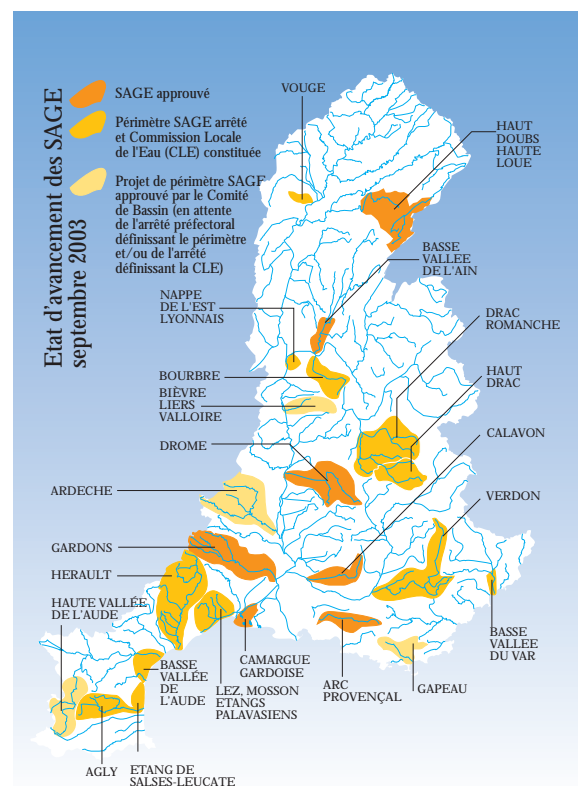 Etat d'avancement des SAGE
septembre 2003
SAGE approuvé
Périmètre SAGE arrêté
et Commission Locale
de l'Eau (CLE) constituée
Projet de périmètre SAGE
approuvé par le Comité
de Bassin (en attente
de l'arrêté préfectoral
définissant le périmètre
et/ou de l'arrêté
définissant la CLE)
VOUGE
HAUT
DOUBS
HAUTE
LOUE
BASSE
VALLEE
DE L'AIN
NAPPE
DE L'EST
LYONNAIS
DRAC
ROMANCHE
BOURBRE
HAUT
DRAC
BIÈVRE
LIERS
VALLOIRE
CALAVON
DROME
ARDECHE
VERDON
GARDONS
HERAULT
HAUTE VALLÉE
DE L'AUDE
BASSE
VALLEE
DU VAR
BASSE
VALLÉE
DE
L'AUDE
CAMARGUE
GARDOISE
LEZ, MOSSON
ETANGS
PALAVASIENS
ARC
PROVENÇAL
GAPEAU
AGLY
ETANG DE
SALSES-LEUCATE